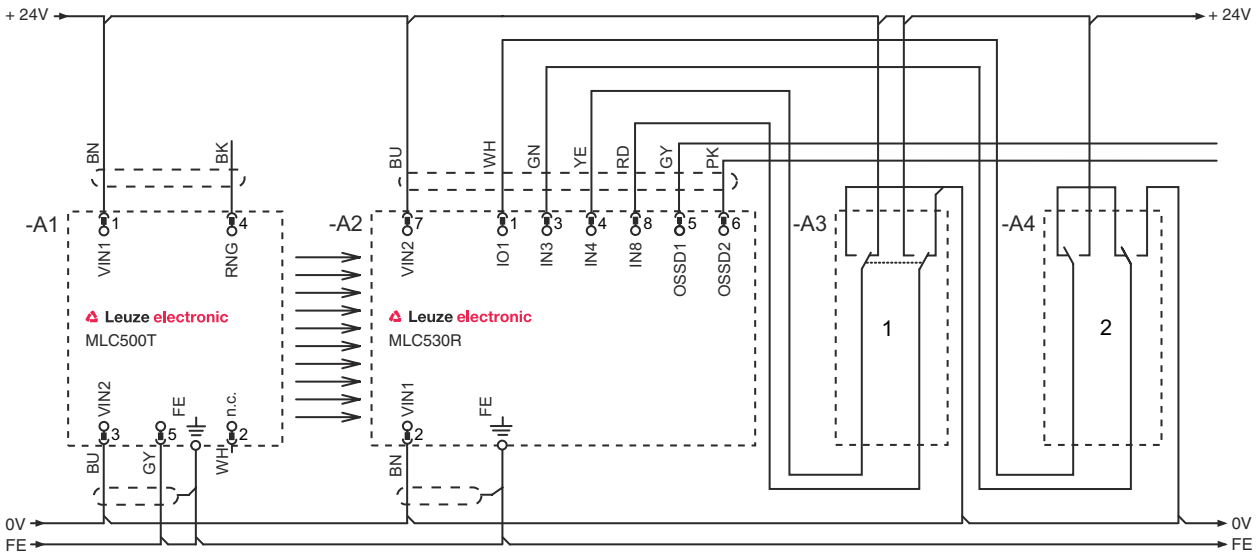 + 24V
+ 24V
BN
BK
BU
WH
GN
YE
RD
GY
PK
-A1
1
4
-A2
7
1
3
4
8
5
6
-A3
-A4
VIN1
RNG
VIN2
IO1
IN3
IN4
IN8
OSSD1
OSSD2
Leuze electronic
MLC500T
Leuze electronic
MLC530R
1
2
VIN2
FE
n.c.
VIN1
FE
3
5
2
2
BU
GY
WH
BN
0V
0V
FE
FE